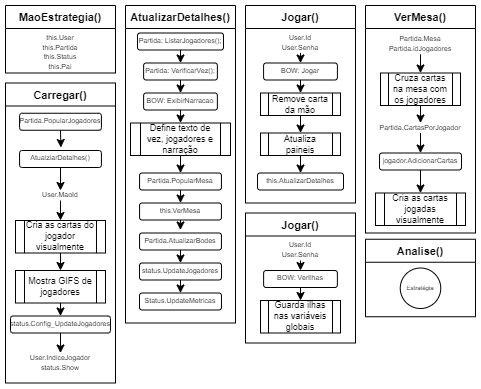 MaoEstrategia()
this.User
this.Partida
this.Status
this.Pai
Carregar()
Partida.PopularJogadores
AtualziarDetalhes()
User.MaoId
Cria as cartas do
jogador
visualmente
Mostra GIFS de
jogadores
status.Config_UpdateJogadores
User.IndiceJogador
status.Show
AtualizarDetalhes()
Partida: ListarJogadores();
Partida: VerificarVez();
BOW: ExibirNarracao
Define texto de
vez, jogadores e
narração
Partida.PopularMesa
this.VerMesa
Partida.AtualizarBodes
status.UpdateJogadores
Status.UpdateMetricas
Jogar()
User.Id
User.Senha
BOW: Jogar
Remove carta
da mão
Atualiza
paineis
this.AtualizarDetalhes
Jogar()
User.Id
User.Senha
BOW: VerIlhas
Guarda ilhas
nas variáveis
globais
VerMesa()
Partida.Mesa
Partida.idJogadores
Cruza cartas
na mesa com
os jogadores
Partida.CartasPorJogador
jogador.AdicionarCartas
Cria as cartas
jogadas
visualmente
Analise()
Estratégia